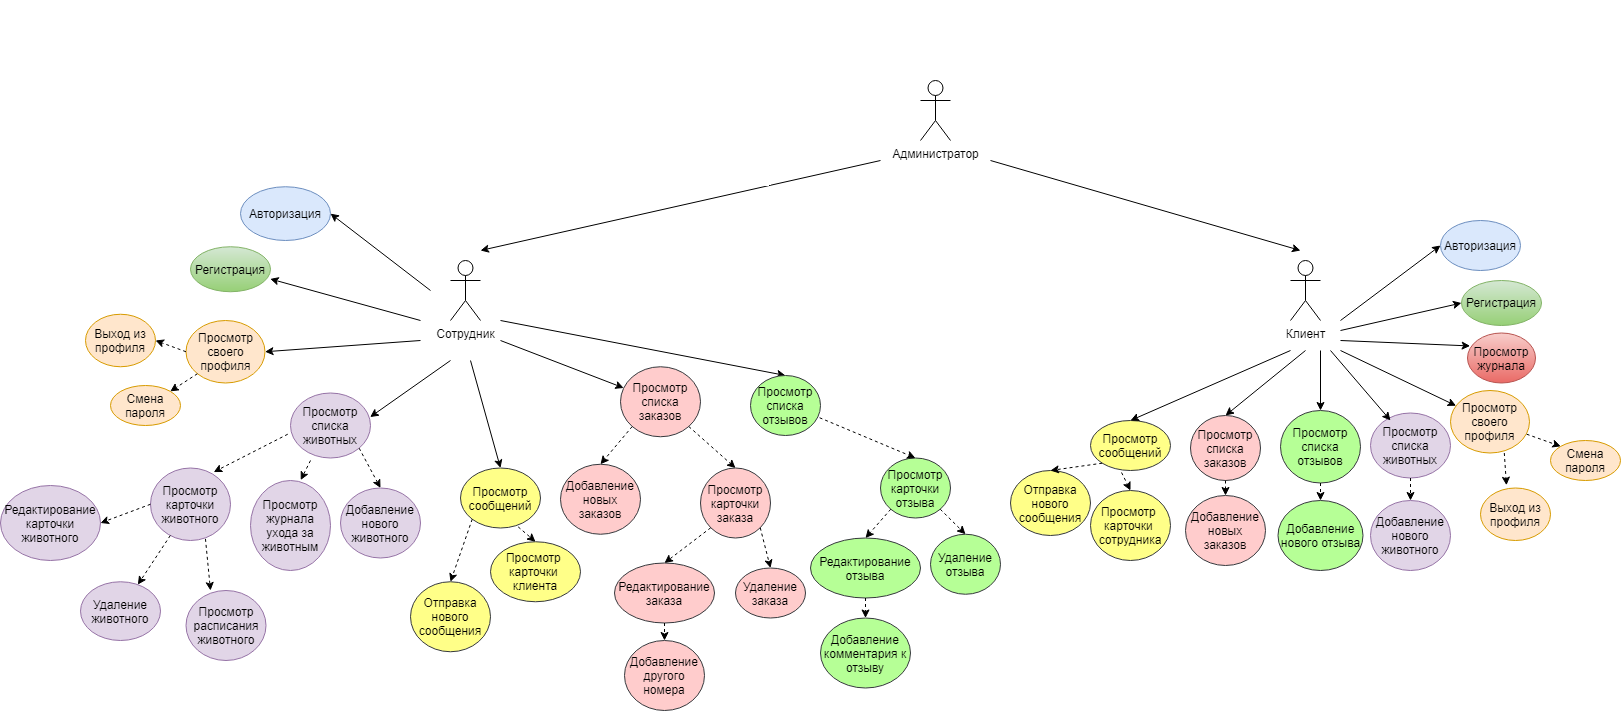 Администратор
Авторизация
Регистрация
Сотрудник
Выход из
профиля
Просмотр
своего
профиля
Смена
пароля
Просмотр
списка
животных
Просмотр
карточки
животного
Редактирование
карточки
животного
Удаление
животного
Просмотр
расписания
животного
Просмотр
журнала
ухода за
животным
Добавление
нового
животного
Просмотр
сообщений
Отправка
нового
сообщения
Просмотр
карточки
клиента
Просмотр
списка
заказов
Добавление
новых
заказов
Просмотр
карточки
заказа
Редактирование
заказа
Удаление
заказа
Добавление
другого
номера
Просмотр
списка
отзывов
Просмотр
карточки
отзыва
Редактирование
отзыва
Удаление
отзыва
Добавление
комментария к
отзыву
Клиент
Авторизация
Регистрация
Просмотр
журнала
Просмотр
сообщений
Отправка
нового
сообщения
Просмотр
карточки
сотрудника
Просмотр
списка
заказов
Добавление
новых
заказов
Просмотр
списка
отзывов
Добавление
нового отзыва
Просмотр
списка
животных
Добавление
нового
животного
Просмотр
своего
профиля
Смена
пароля
Выход из
профиля